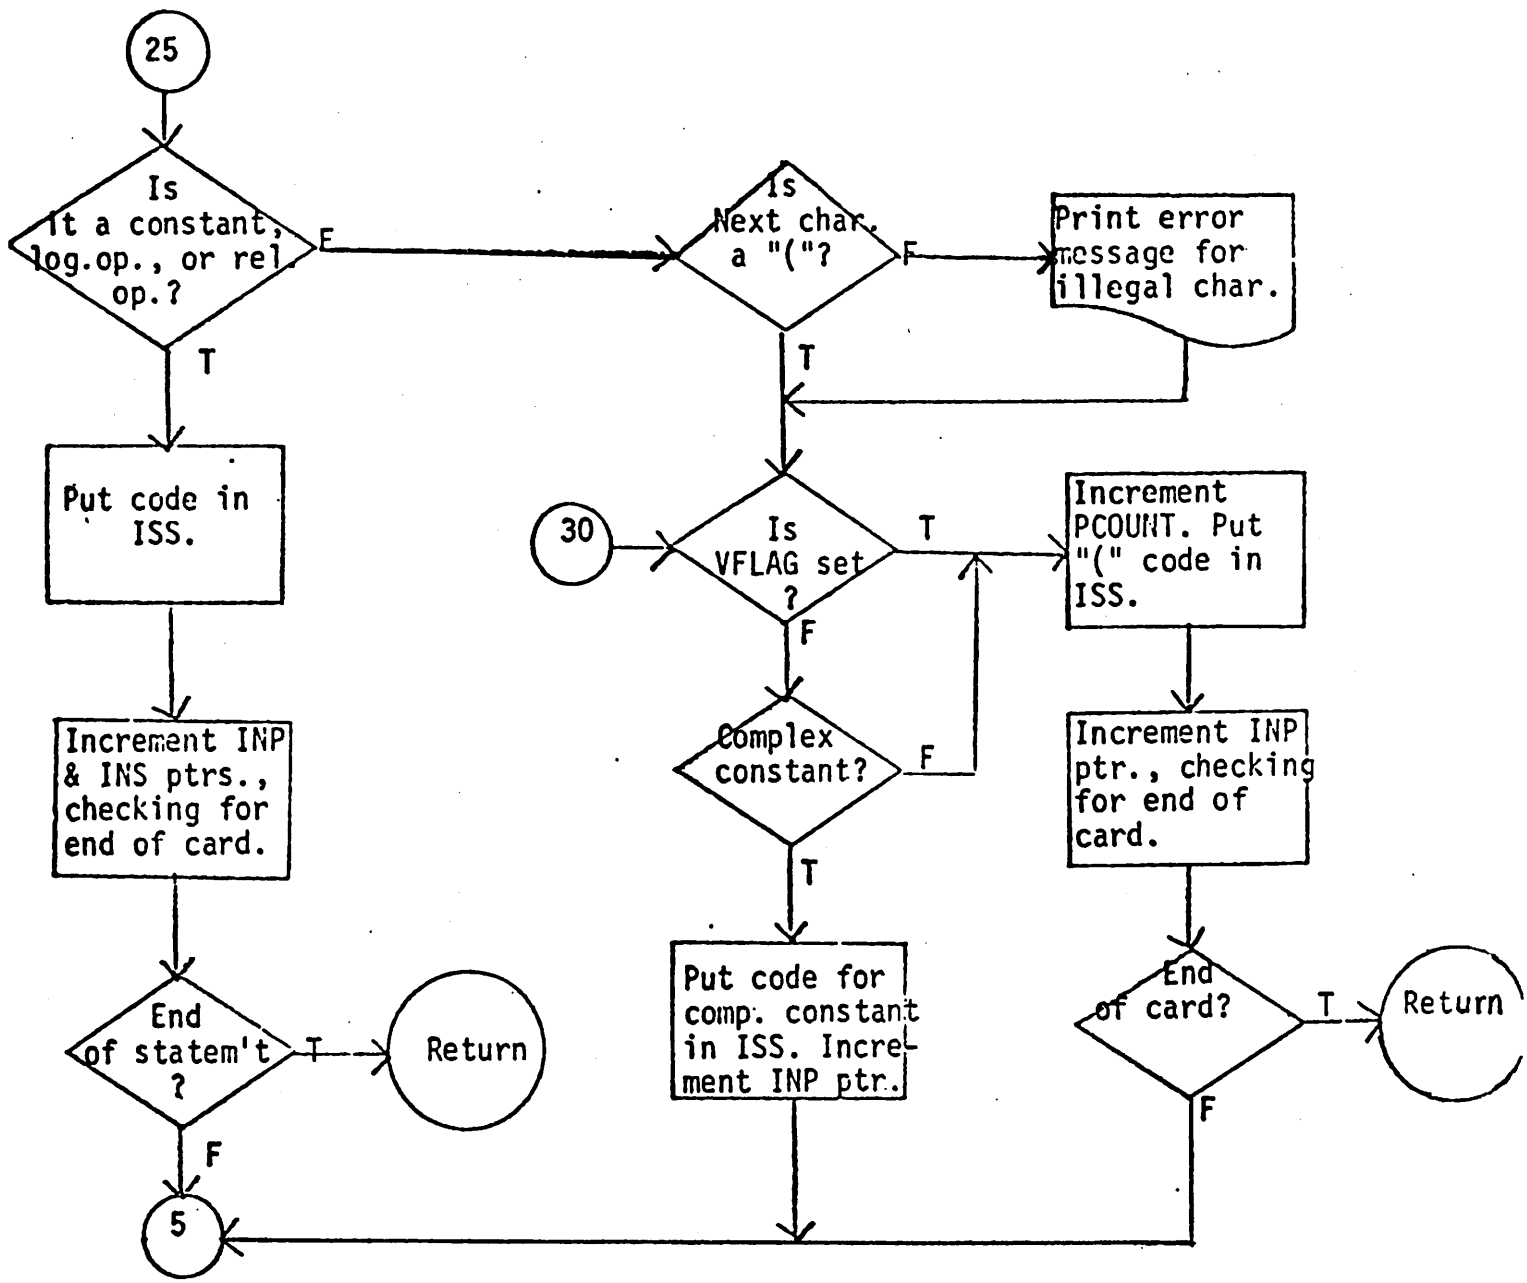 25
Is
it a constant,
log.op., or rel.
op.?
F
T
Put code in
ISS.
Increment INP
& INS ptrs.,
checking for
end of card.
End
of statem't
?
T
Return
F
5
Is
Next char.
a "("?
F
Print error
message for
illegal char.
T
30
Is
VFLAG set
?
T
F
Increment
PCOUNT. Put
"(" code in
ISS.
Complex
constant?
F
T
Increment INP
ptr., checking
for end of
card.
Put code for
comp. constant
in ISS. Incre-
ment INP ptr.
End
of card?
T
Return
F